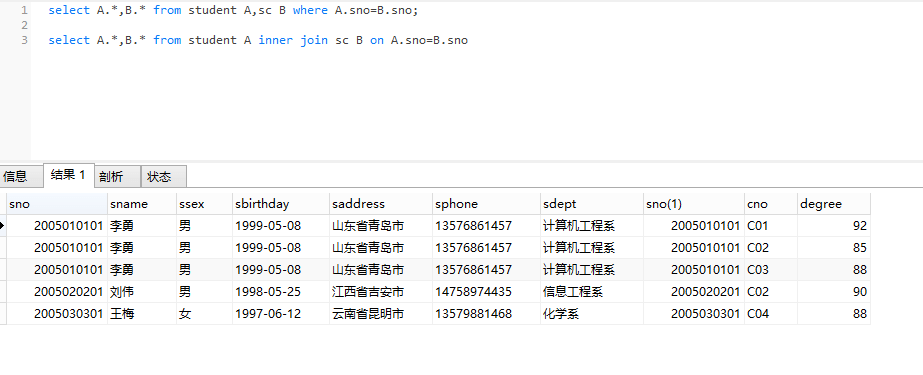 1 select A.*,B.* from student A,sc B where A.sno=B.sno;
2
3 select A.*,B.* from student A inner join sc B on A.sno=B.sno
信息 结果 1 剖析 状态
sno sname ssex sbirthday saddress sphone sdept sno(1) cno degree
2005010101 李勇 男 1999-05-08 山东省青岛市 13576861457 计算机工程系 2005010101 C01 92
2005010101 李勇 男 1999-05-08 山东省青岛市 13576861457 计算机工程系 2005010101 C02 85
2005010101 李勇 男 1999-05-08 山东省青岛市 13576861457 计算机工程系 2005010101 C03 88
2005020201 刘伟 男 1998-05-25 江西省吉安市 14758974435 信息工程系 2005020201 C02 90
2005030301 王梅 女 1997-06-12 云南省昆明市 13579881468 化学系 2005030301 C04 88